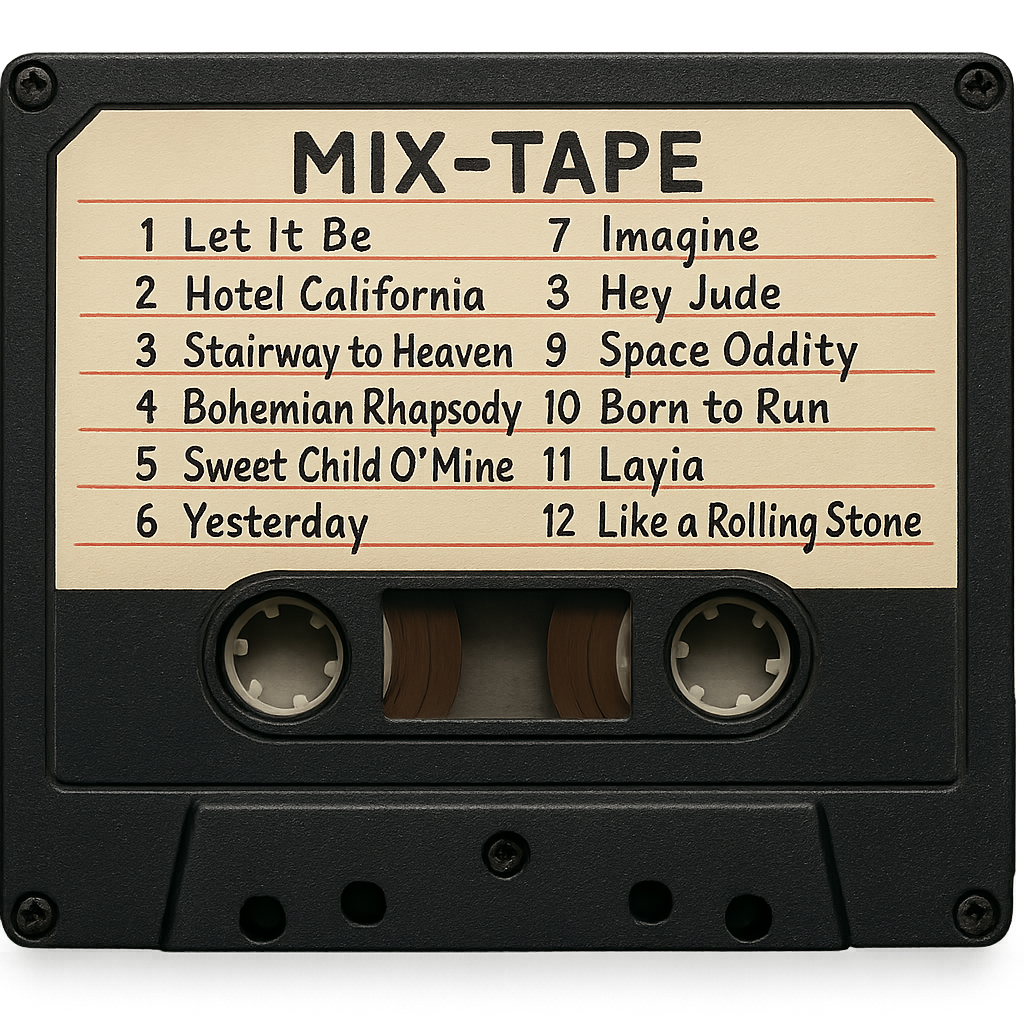 MIX-TAPE
1 Let It Be
2 Hotel California
3 Stairway to Heaven
4 Bohemian Rhapsody
5 Sweet Child O' Mine
6 Yesterday
7 Imagine
3 Hey Jude
9 Space Oddity
10 Born to Run
11 Layia
12 Like a Rolling Stone